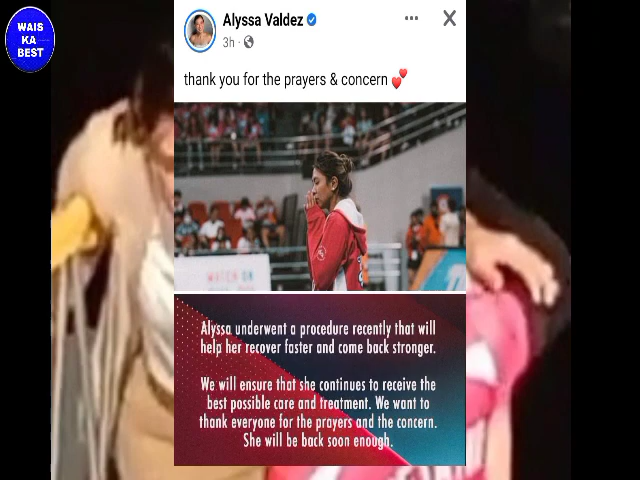 WAIS
KA
BEST
Alyssa Valdez
3h ·
thank you for the prayers & concern 💕
WATCH ON
Alyssa underwent a procedure recently that will
help her recover faster and come back stronger.
We will ensure that she continues to receive the
best possible care and treatment. We want to
thank everyone for the prayers and the concern.
She will be back soon enough.